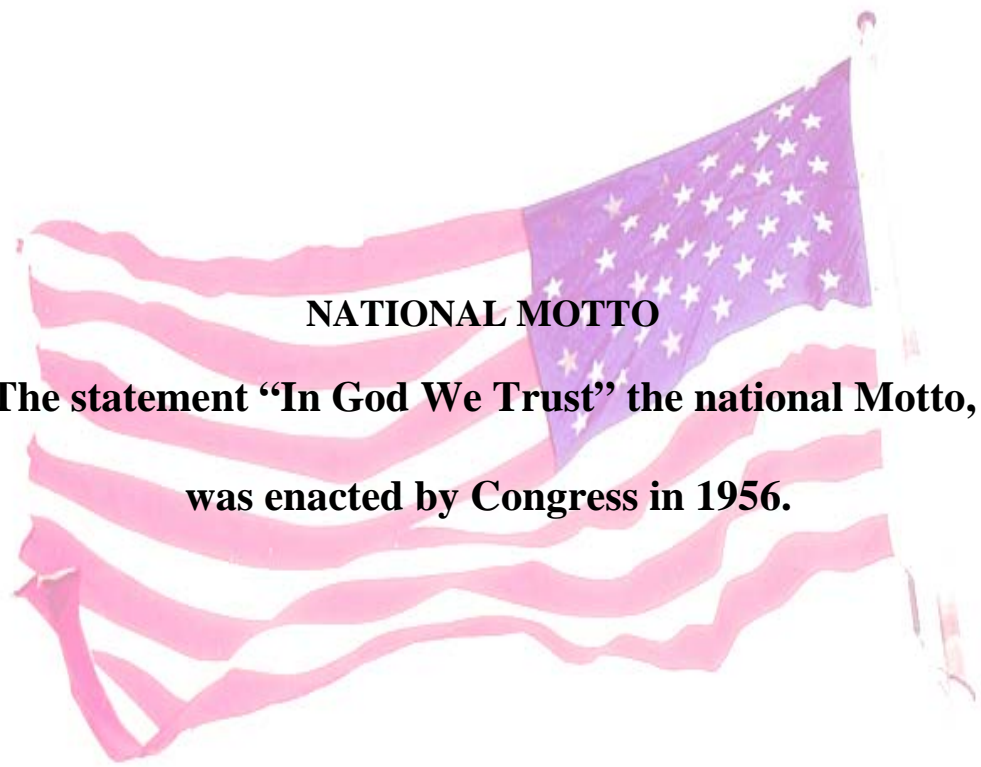 NATIONAL MOTTO
The statement “In God We Trust” the national Motto,
was enacted by Congress in 1956.